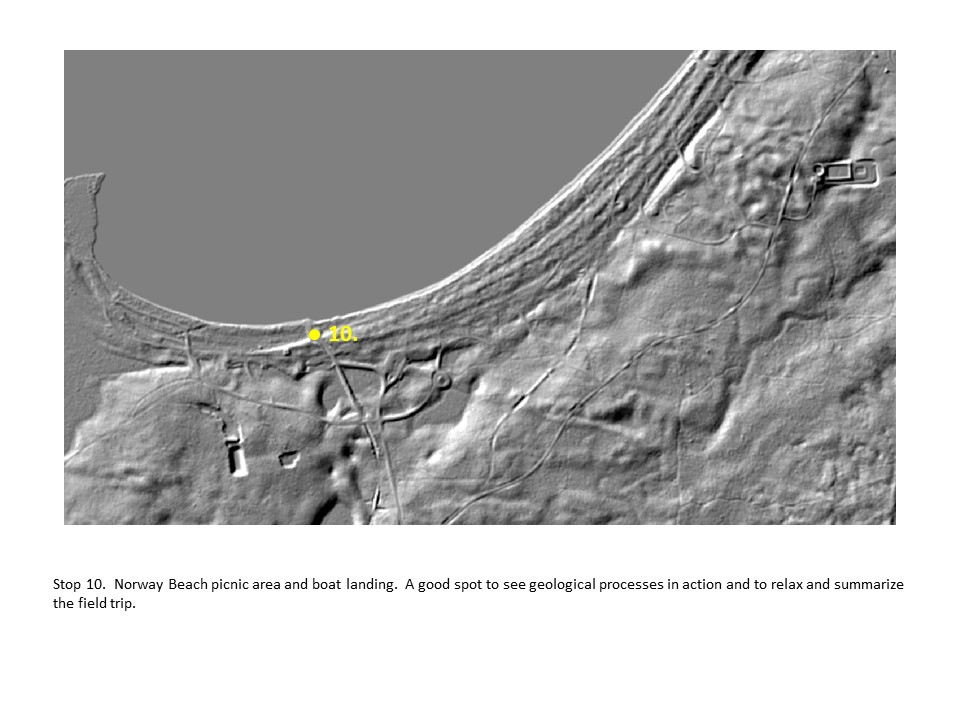 10.
Stop 10.  Norway Beach picnic area and boat landing.  A good spot to see geological processes in action and to relax and summarize
the field trip.